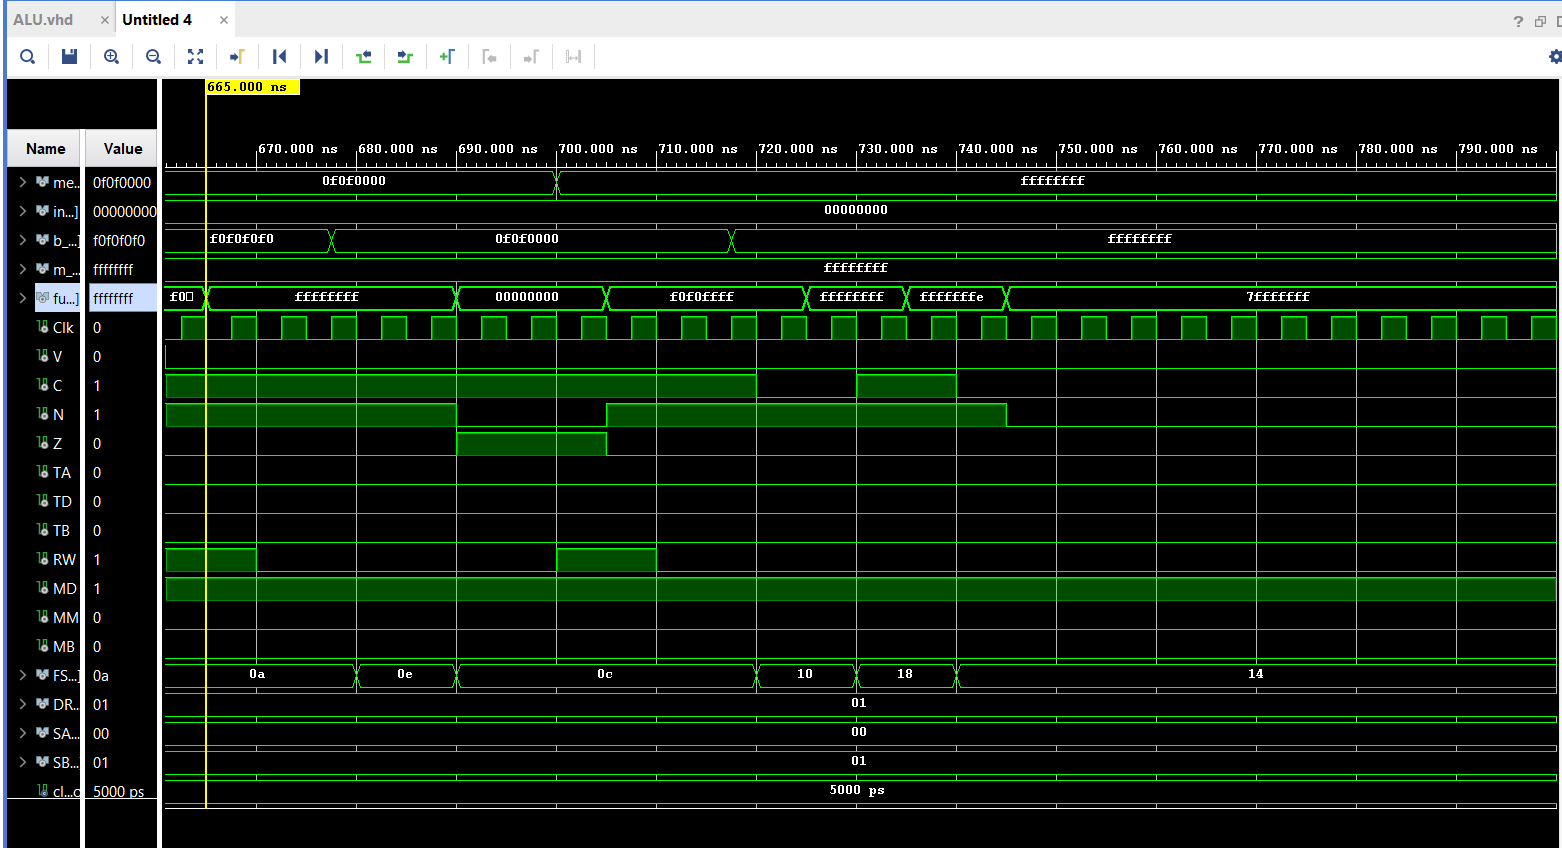 ALU.vhd × Untitled 4 ×
?
665.000 ns
Name Value
670.000 ns 680.000 ns 690.000 ns 700.000 ns 710.000 ns 720.000 ns 730.000 ns 740.000 ns 750.000 ns 760.000 ns 770.000 ns 780.000 ns 790.000 ns
me... 0f0f0000 0f0f0000 ffffffff
in...] 00000000 00000000
b_... f0f0f0f0 f0f0f0f0 0f0f0000 ffffffff
m_... ffffffff ffffffff
fu...] ffffffff f0 ffffffff 00000000 f0f0ffff ffffffff fffffffe 7fffffff
Clk 0
V 0
C 1
N 1
Z 0
TA 0
TD 0
TB 0
RW 1
MD 1
MM 0
MB 0
FS...] 0a 0a 0e 0c 10 18 14
DR... 01 01
SA... 00 00
SB... 01 01
cl...o 5000 ps 5000 ps